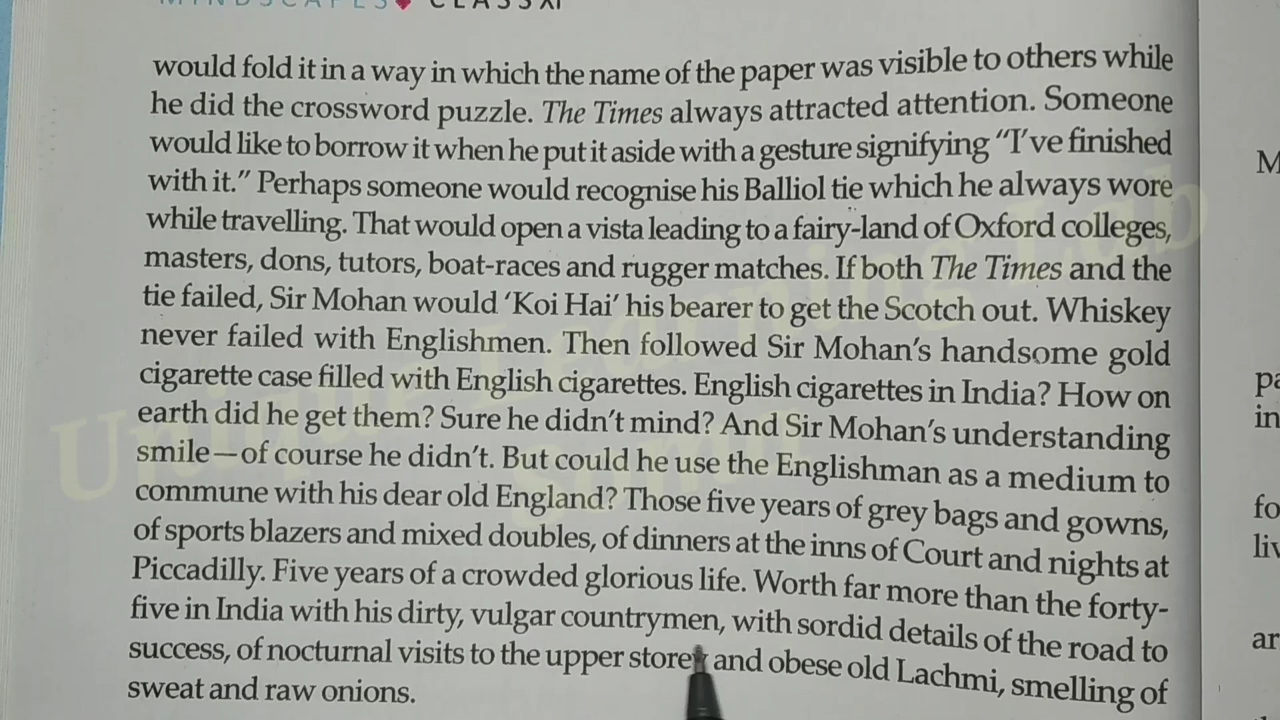 MINDSCAPES CLASS XI
would fold it in a way in which the name of the paper was visible to others while
he did the crossword puzzle. The Times always attracted attention. Someone
would like to borrow it when he put it aside with a gesture signifying "I've finished
with it." Perhaps someone would recognise his Balliol tie which he always wore
while travelling. That would open a vista leading to a fairy-land of Oxford colleges,
masters, dons, tutors, boat-races and rugger matches. If both The Times and the
tie failed, Sir Mohan would 'Koi Hai' his bearer to get the Scotch out. Whiskey
never failed with Englishmen. Then followed Sir Mohan's handsome gold
cigarette case filled with English cigarettes. English cigarettes in India? How on
earth did he get them? Sure he didn't mind? And Sir Mohan's understanding
smile—of course he didn't. But could he use the Englishman as a medium to
commune with his dear old England? Those five years of grey bags and gowns,
of sports blazers and mixed doubles, of dinners at the inns of Court and nights at
Piccadilly. Five years of a crowded glorious life. Worth far more than the forty-
five in India with his dirty, vulgar countrymen, with sordid details of the road to
success, of nocturnal visits to the upper storey and obese old Lachmi, smelling of
sweat and raw onions.
Unique Learning Lab